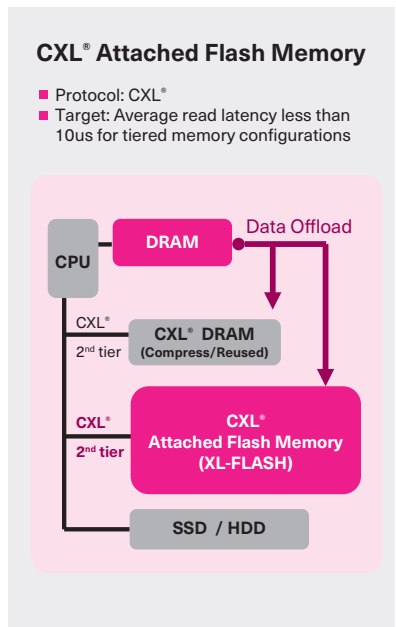 CXL® Attached Flash Memory
Protocol: CXL®
Target: Average read latency less than
10us for tiered memory configurations
DRAM
Data Offload
CPU
CXL®
2nd tier
CXL® DRAM
(Compress/Reused)
CXL®
2nd tier
CXL®
Attached Flash Memory
(XL-FLASH)
SSD / HDD